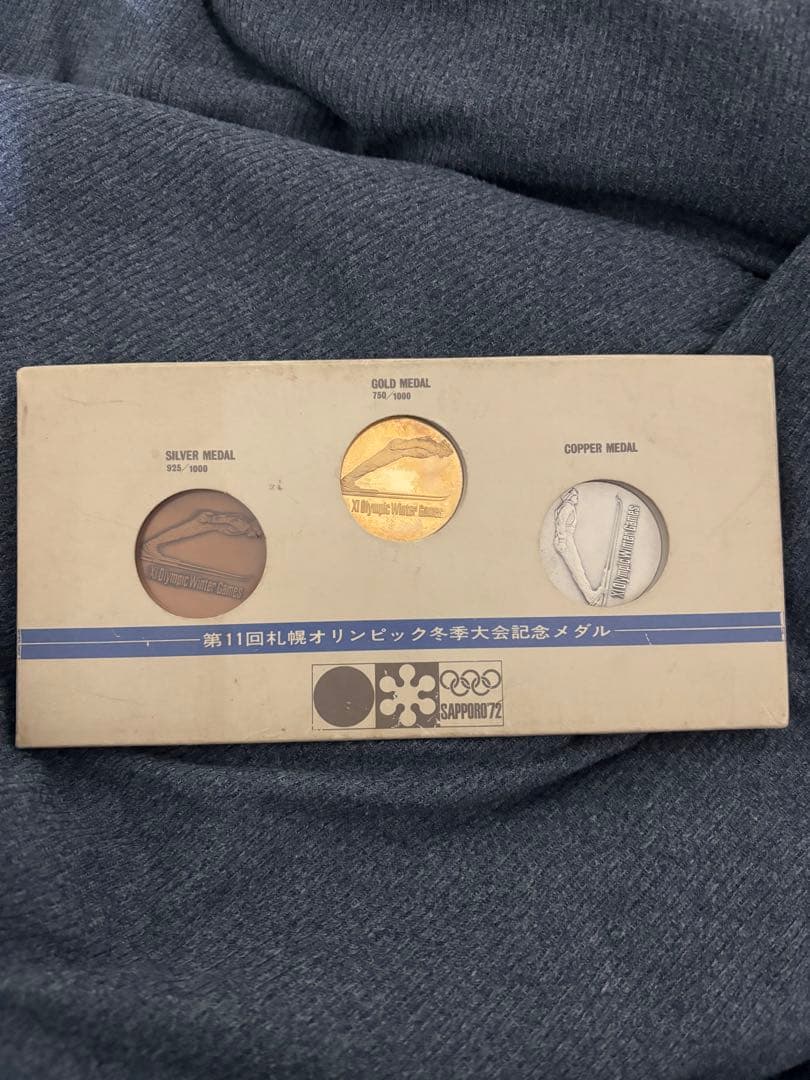 GOLD MEDAL
750/1000
SILVER MEDAL
925/1000
COPPER MEDAL
XI Olympic Winter Games
XI Olympic Winter Games
XI Olympic Winter Games
第11回札幌オリンピック冬季大会記念メダル
SAPPORO'72